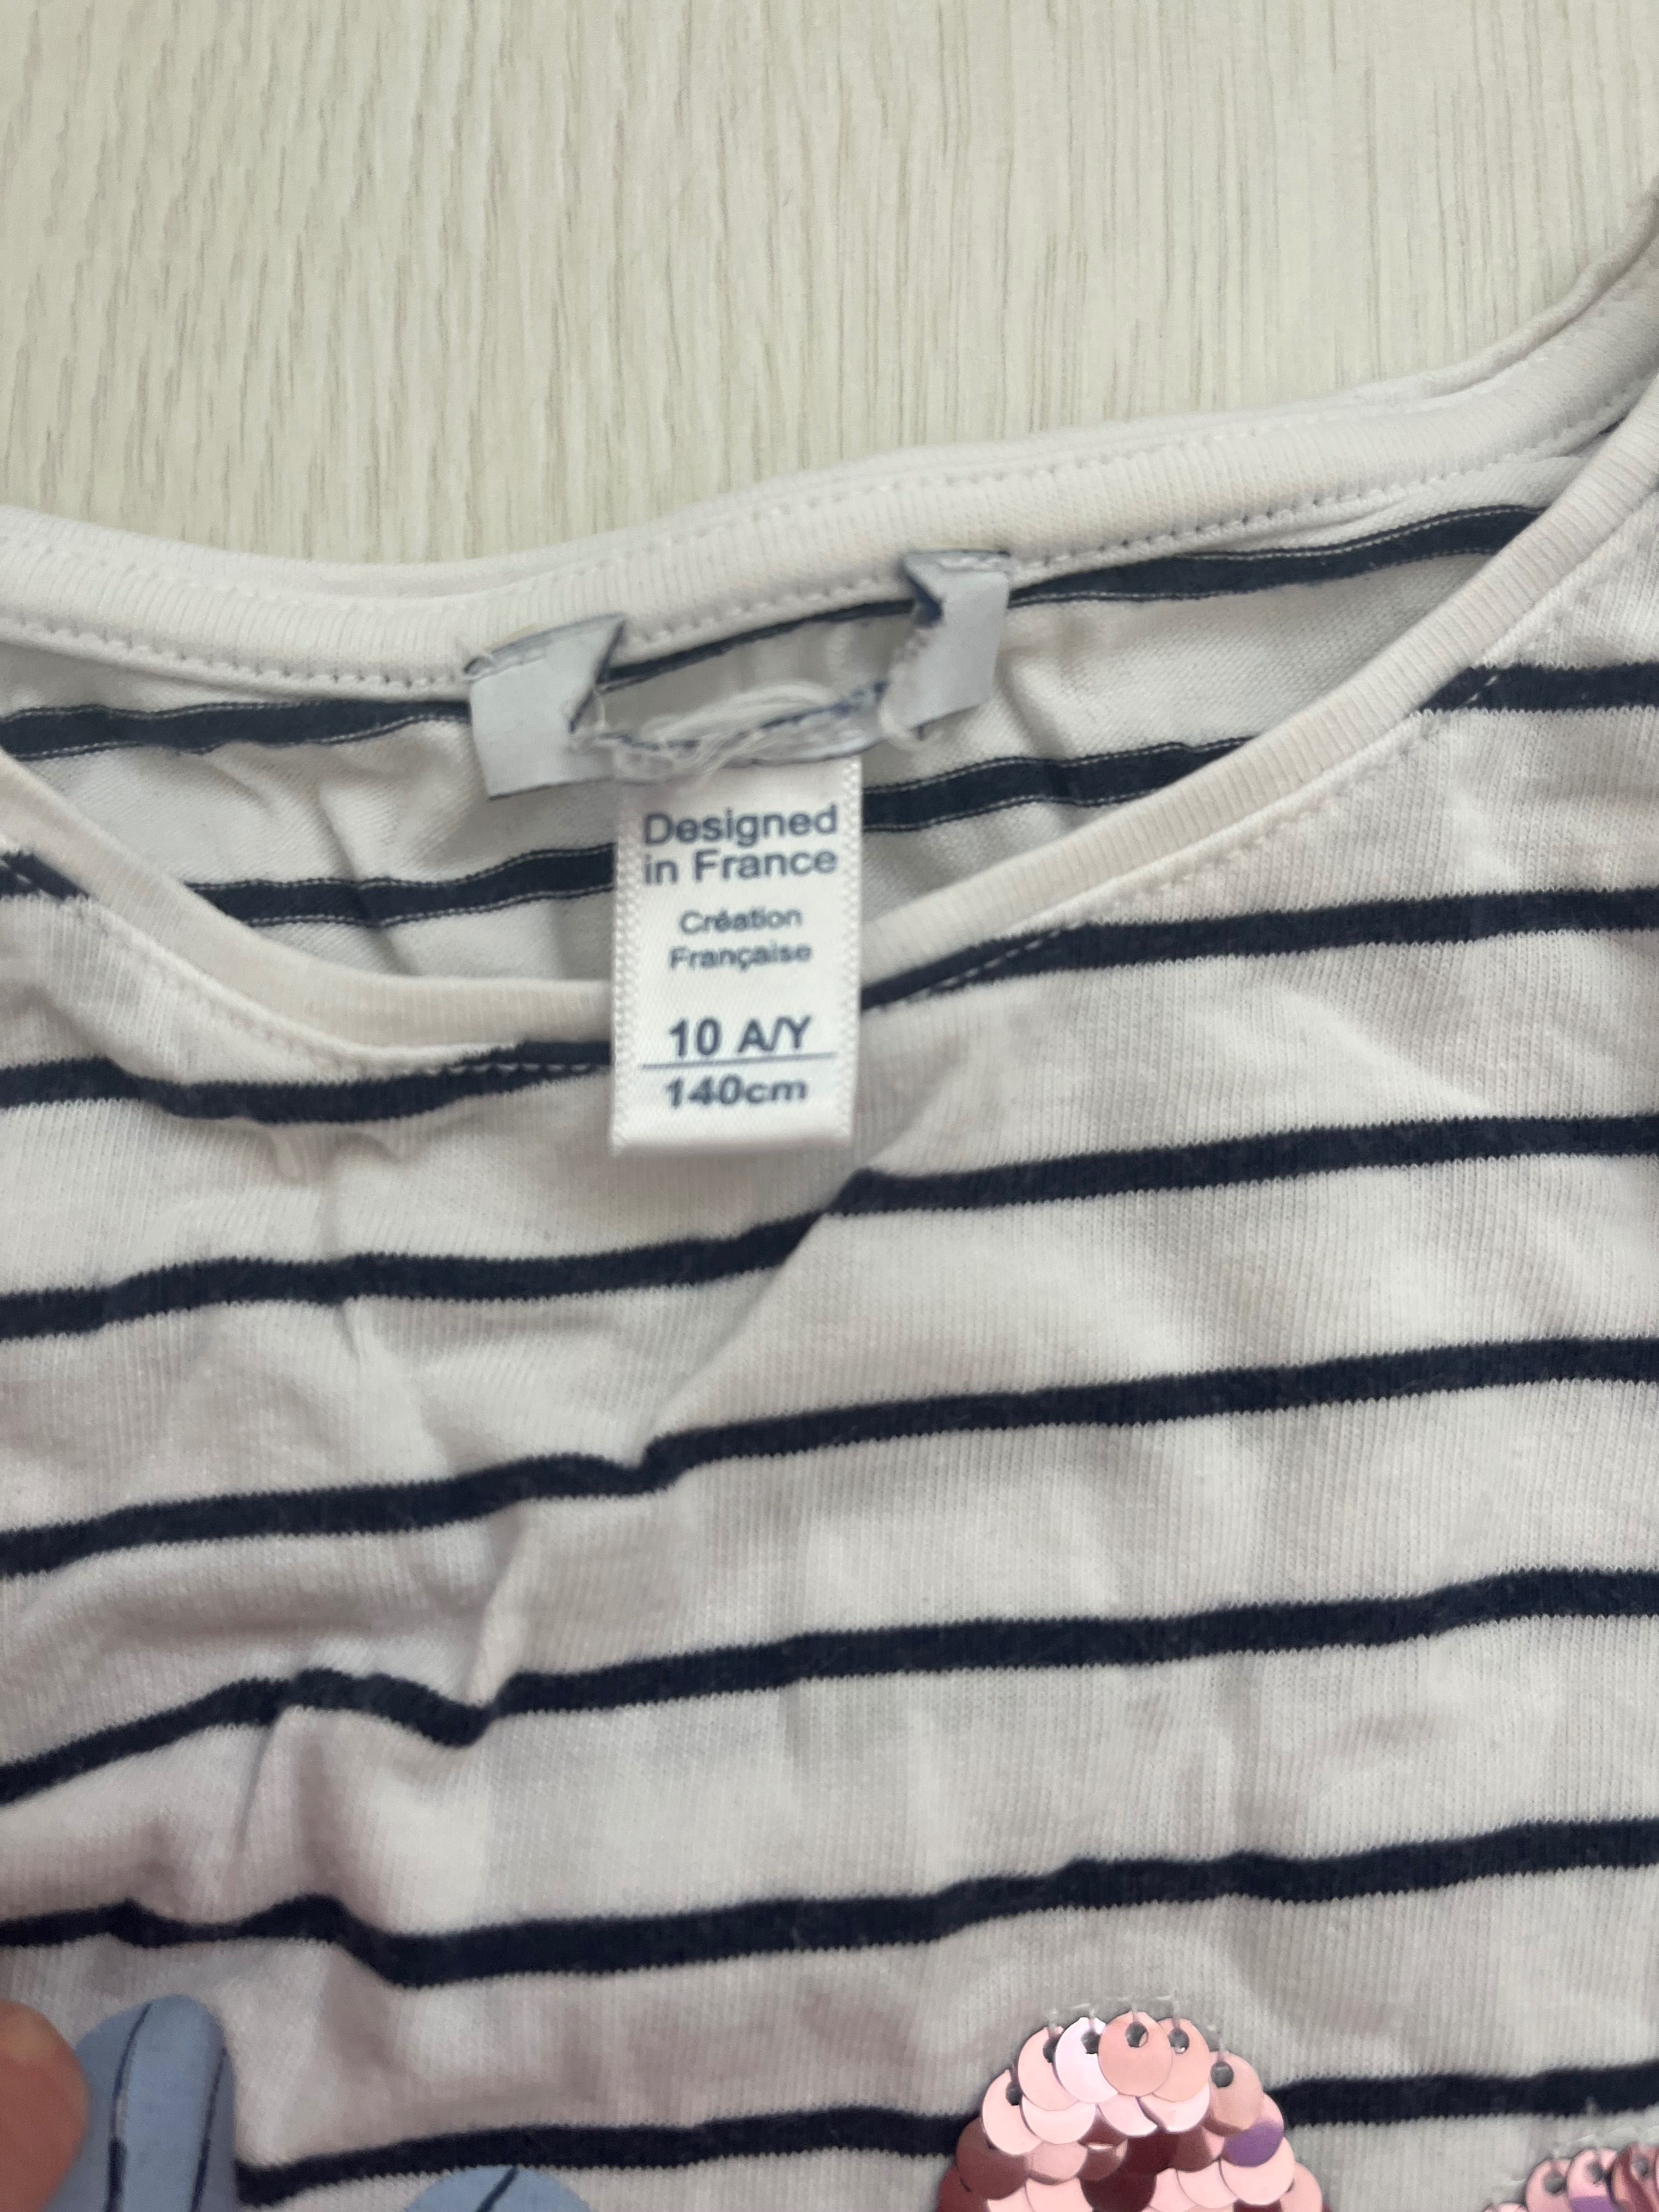 Designed
in France
Création
Française
10 A/Y
140cm